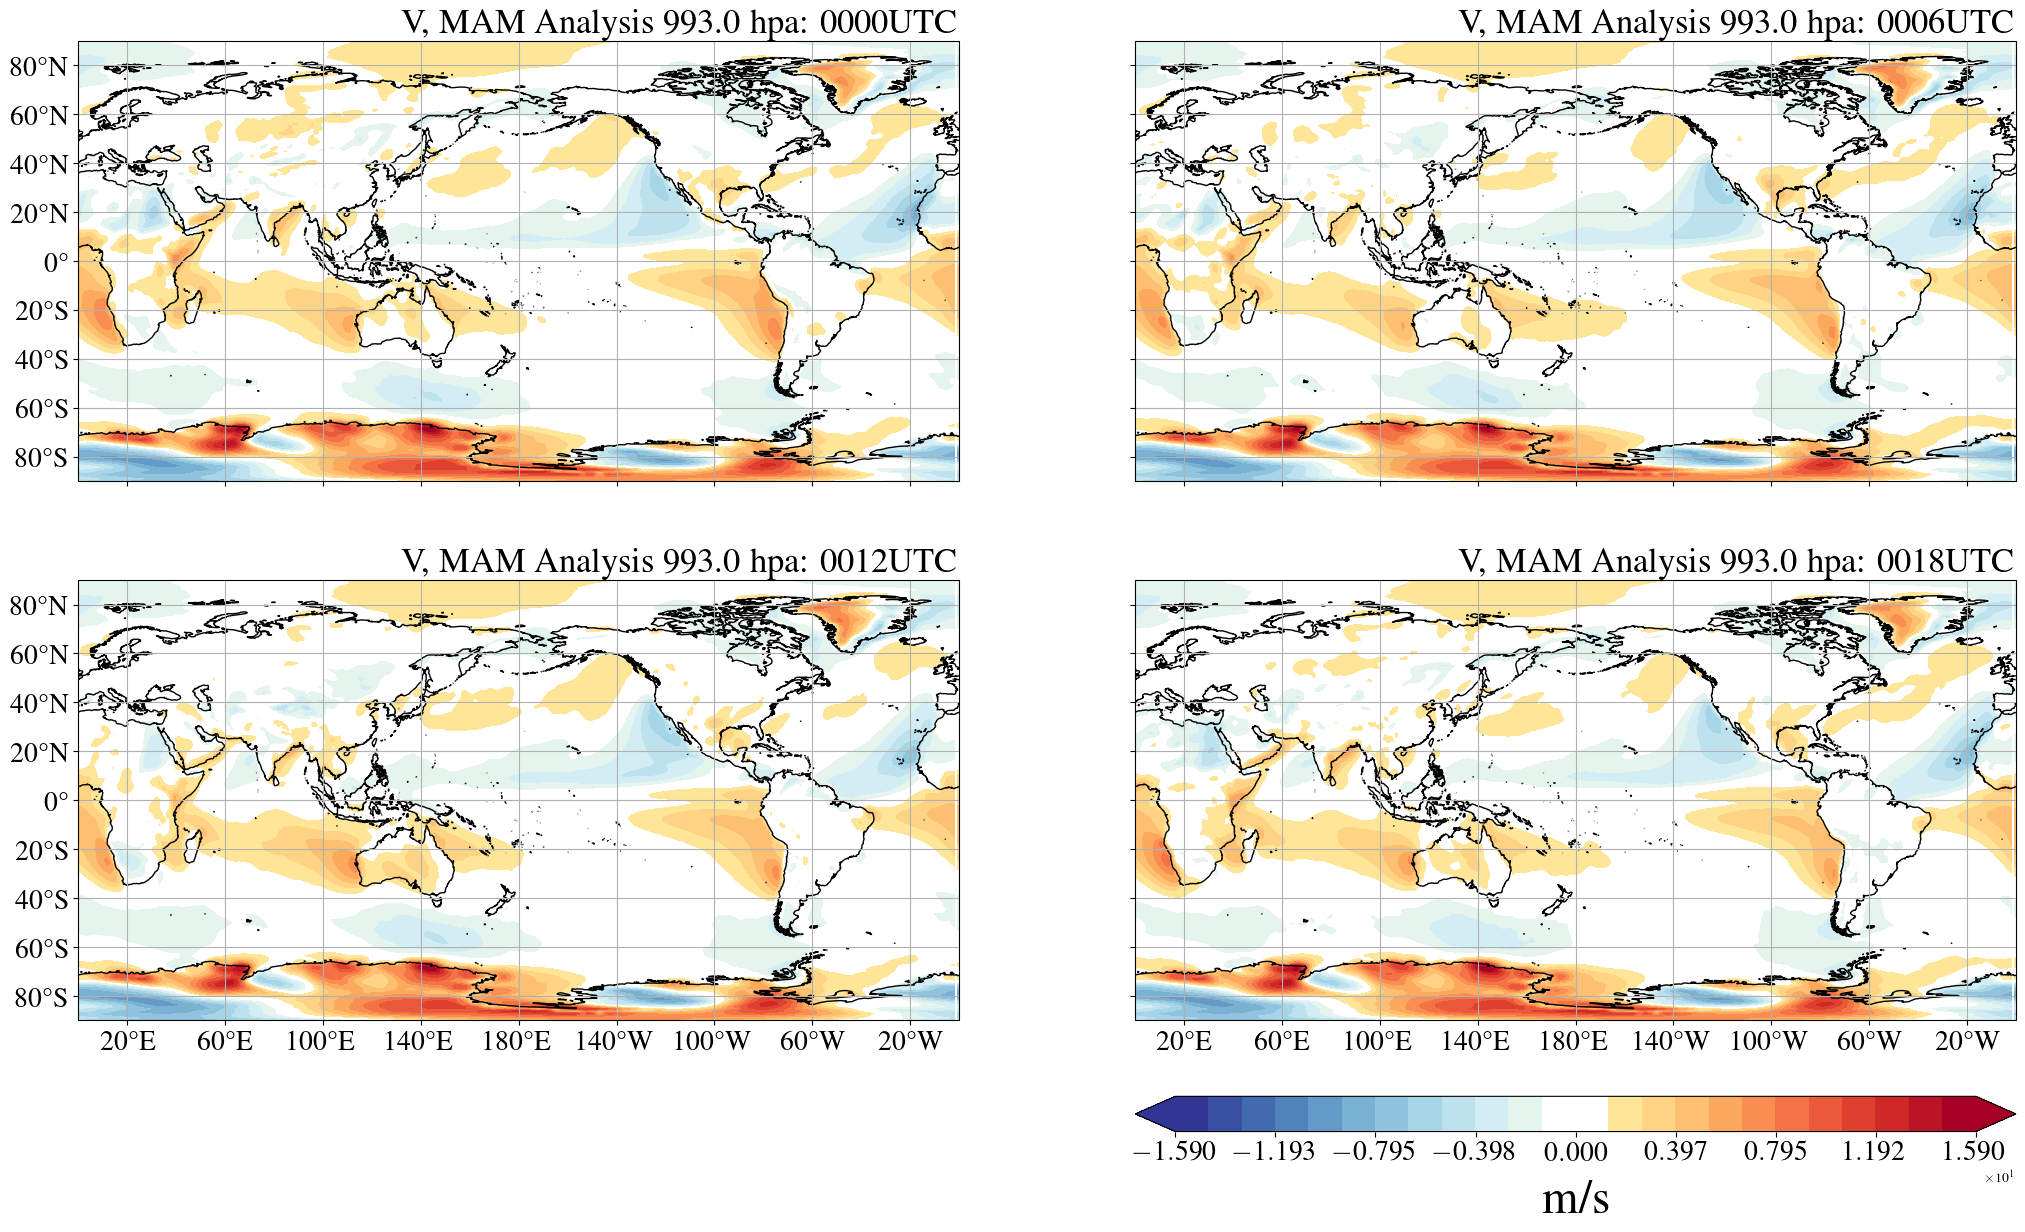 V, MAM Analysis 993.0 hpa: 0000UTC
V, MAM Analysis 993.0 hpa: 0006UTC
80°N
60°N
40°N
20°N
0°
20°S
40°S
60°S
80°S
V, MAM Analysis 993.0 hpa: 0012UTC
V, MAM Analysis 993.0 hpa: 0018UTC
80°N
60°N
40°N
20°N
0°
20°S
40°S
60°S
80°S
20°E 60°E 100°E 140°E 180°E 140°W 100°W 60°W 20°W
20°E 60°E 100°E 140°E 180°E 140°W 100°W 60°W 20°W
−1.590 −1.193 −0.795 −0.398 0.000 0.397 0.795 1.192 1.590
×10¹
m/s